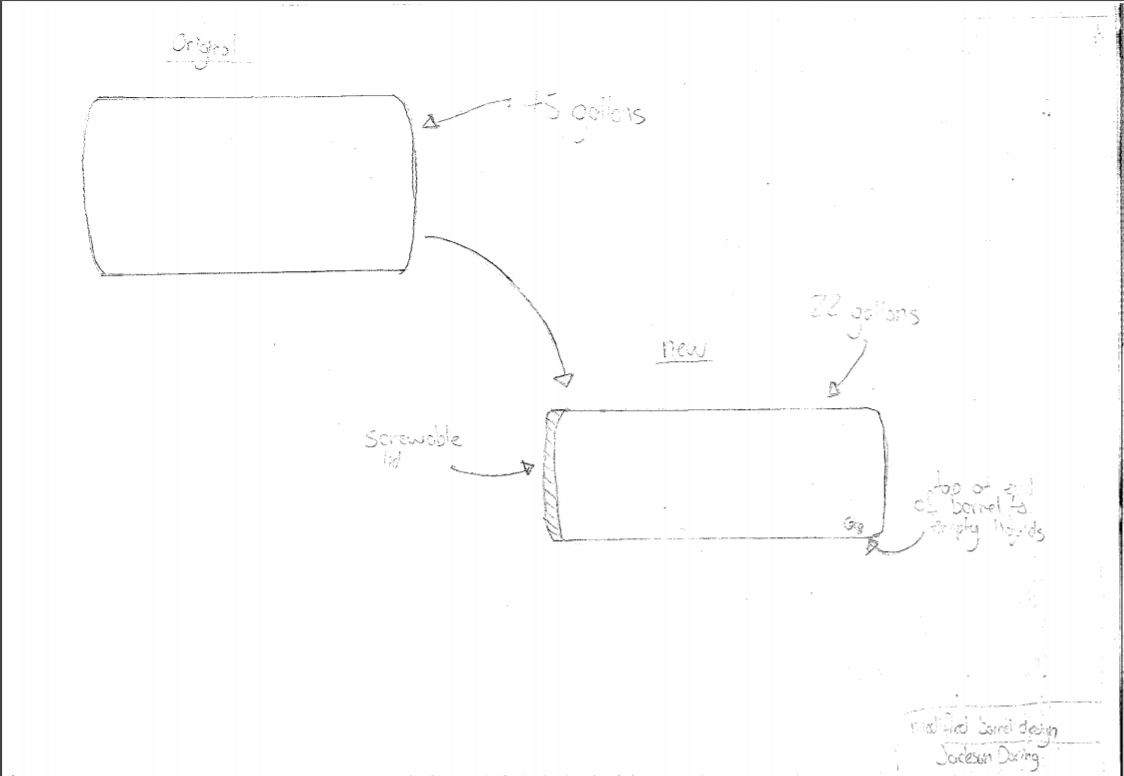 Original
45 gallons
22 gallons
new
screwable
lid
tap at end
of barrel to
empty liquids
modified barrel design
Jackson